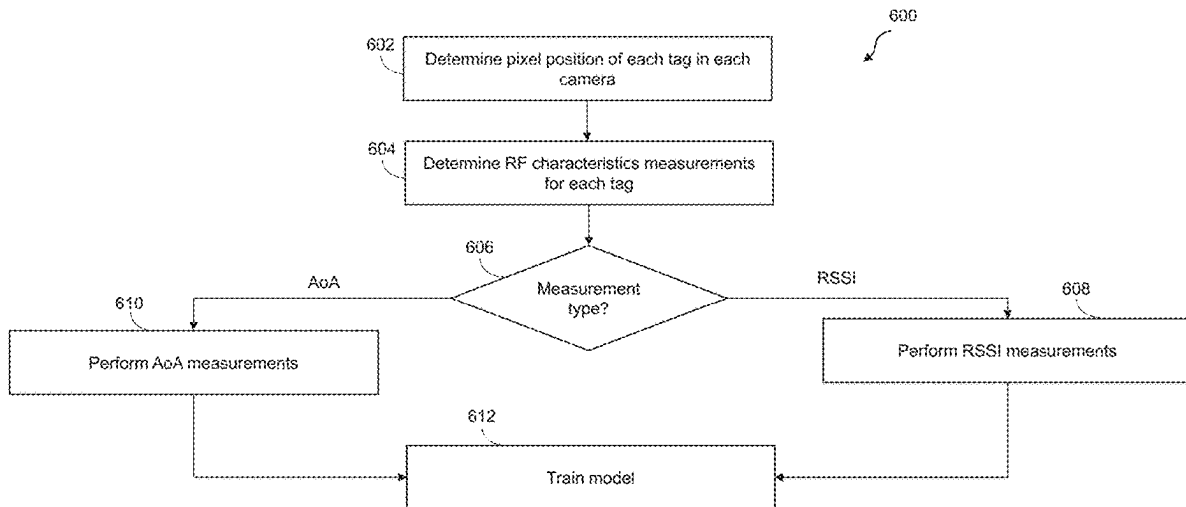 600
602
Determine pixel position of each tag in each
camera
604
Determine RF characteristics measurements
for each tag
606
Measurement
type?
AoA
RSSI
610
Perform AoA measurements
608
Perform RSSI measurements
612
Train model